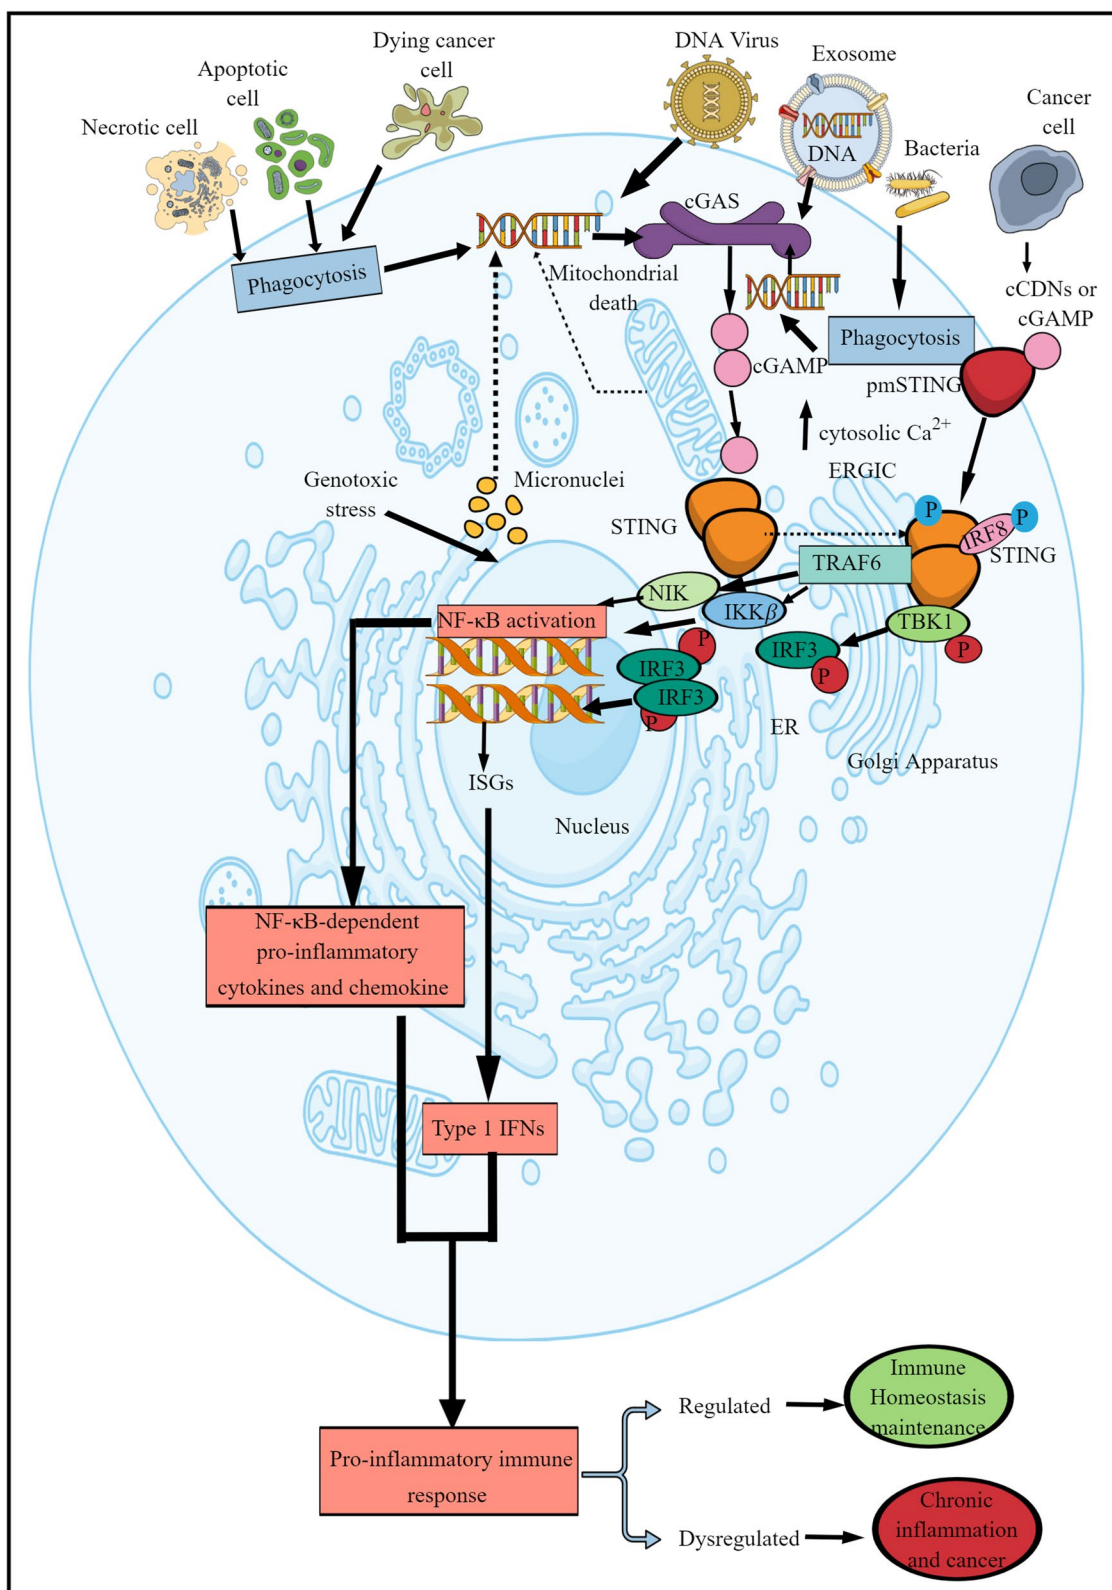 Dying cancer
cell
DNA Virus
Exosome
Apoptotic
cell
Cancer
cell
Necrotic cell
DNA
Bacteria
cGAS
Phagocytosis
Mitochondrial
death
cCDNs or
cGAMP
Phagocytosis
cGAMP
pmSTING
cytosolic Ca²⁺
ERGIC
Genotoxic
stress
Micronuclei
STING
P
IRF8
P
STING
TRAF6
NIK
IKKβ
TBK1
P
NF-κB activation
P
IRF3
IRF3
P
IRF3
P
ER
Golgi Apparatus
ISGs
Nucleus
NF-κB-dependent
pro-inflammatory
cytokines and chemokine
Type 1 IFNs
Immune
Homeostasis
maintenance
Regulated
Pro-inflammatory immune
response
Dysregulated
Chronic
inflammation
and cancer